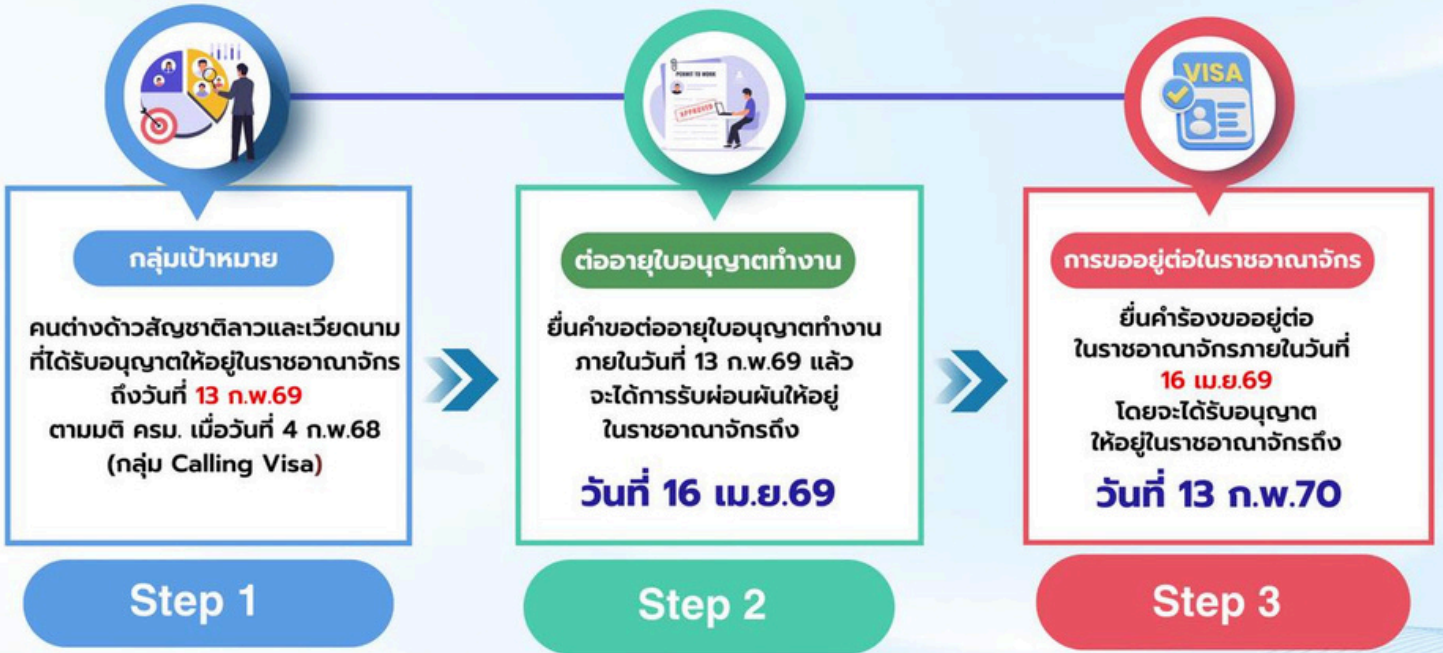 PERMIT TO WORK
APPROVED
VISA
กลุ่มเป้าหมาย
คนต่างด้าวสัญชาติลาวและเวียดนาม
ที่ได้รับอนุญาตให้อยู่ในราชอาณาจักร
ถึงวันที่ 13 ก.พ.69
ตามมติ ครม. เมื่อวันที่ 4 ก.พ.68
(กลุ่ม Calling Visa)
Step 1
ต่ออายุใบอนุญาตทำงาน
ยื่นคำขอต่ออายุใบอนุญาตทำงาน
ภายในวันที่ 13 ก.พ.69 แล้ว
จะได้การรับผ่อนผันให้อยู่
ในราชอาณาจักรถึง
วันที่ 16 เม.ย.69
Step 2
การขออยู่ต่อในราชอาณาจักร
ยื่นคำร้องขออยู่ต่อ
ในราชอาณาจักรภายในวันที่
16 เม.ย.69
โดยจะได้รับอนุญาต
ให้อยู่ในราชอาณาจักรถึง
วันที่ 13 ก.พ.70
Step 3